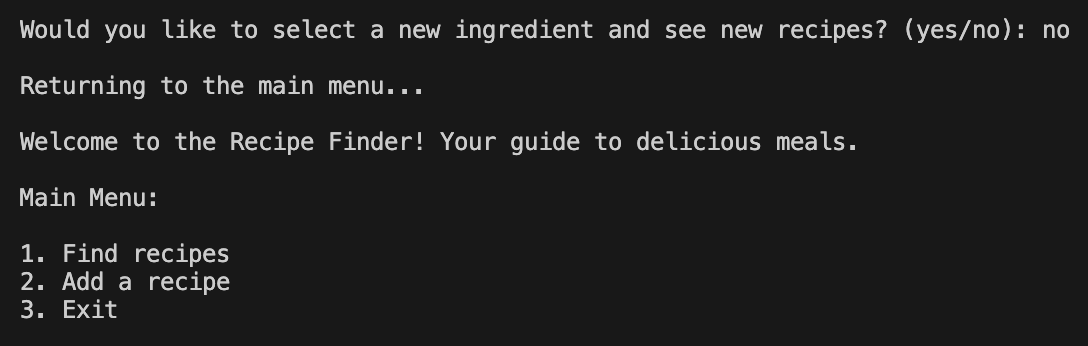 Would you like to select a new ingredient and see new recipes? (yes/no): no
Returning to the main menu...
Welcome to the Recipe Finder! Your guide to delicious meals.
Main Menu:
1. Find recipes
2. Add a recipe
3. Exit